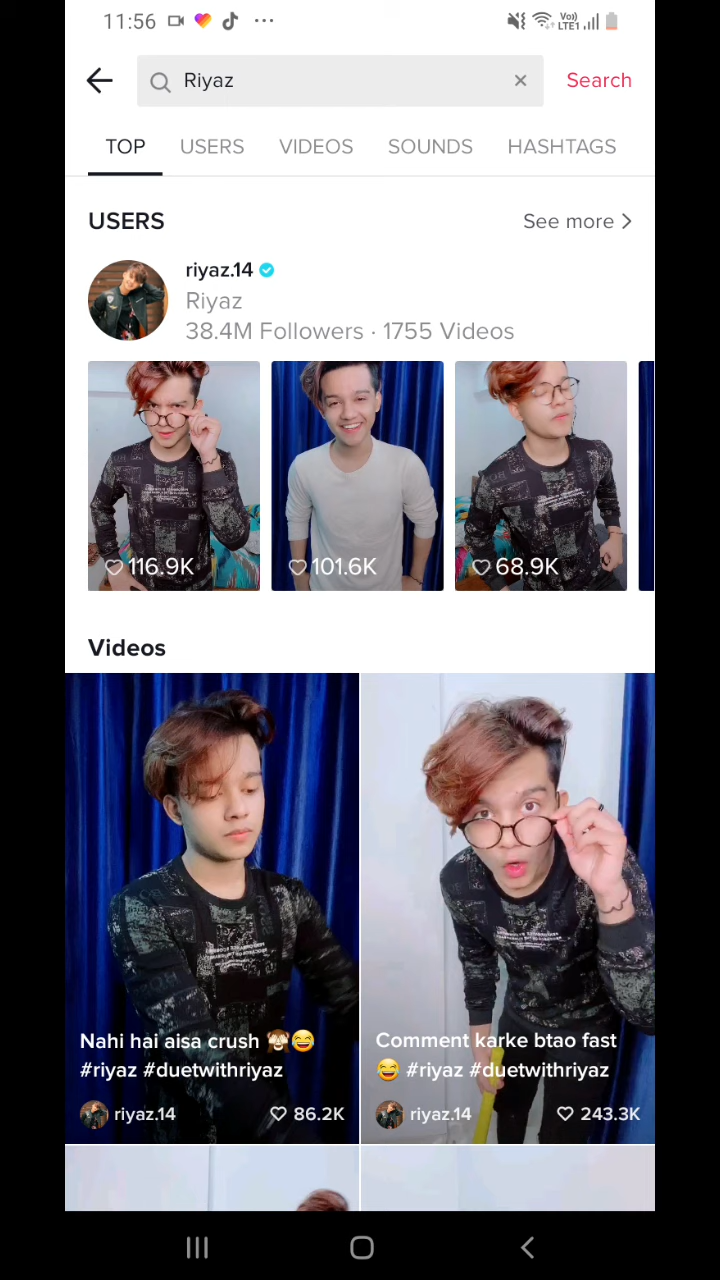 11:56
Vo))
LTE1
Riyaz
Search
TOP USERS VIDEOS SOUNDS HASHTAGS
USERS
See more
riyaz.14
Riyaz
38.4M Followers · 1755 Videos
116.9K
101.6K
68.9K
Videos
Nahi hai aisa crush 🙈😂
#riyaz #duetwithriyaz
riyaz.14
86.2K
Comment karke btao fast
😂 #riyaz #duetwithriyaz
riyaz.14
243.3K